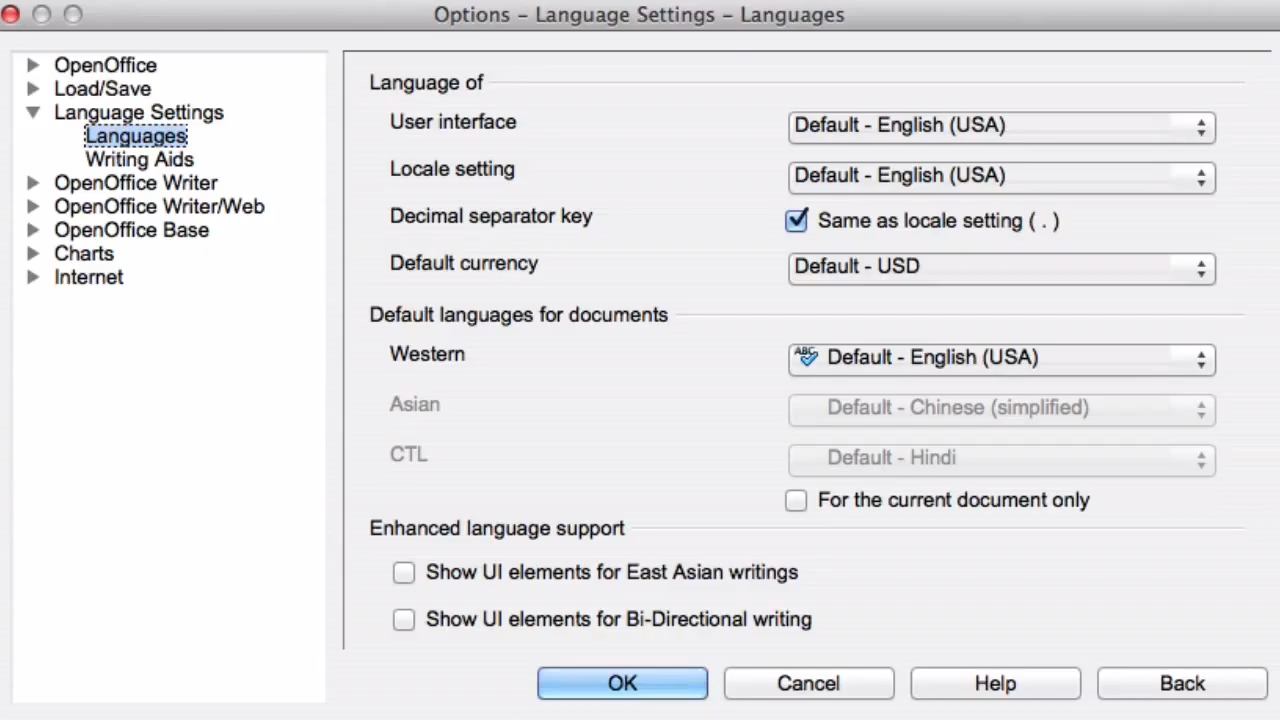 Options – Language Settings – Languages
OpenOffice
Load/Save
Language Settings
Languages
Writing Aids
OpenOffice Writer
OpenOffice Writer/Web
OpenOffice Base
Charts
Internet
Language of
User interface
Default - English (USA)
Locale setting
Default - English (USA)
Decimal separator key
Same as locale setting ( . )
Default currency
Default - USD
Default languages for documents
Western
ABC Default - English (USA)
Asian
Default - Chinese (simplified)
CTL
Default - Hindi
For the current document only
Enhanced language support
Show UI elements for East Asian writings
Show UI elements for Bi-Directional writing
OK
Cancel
Help
Back